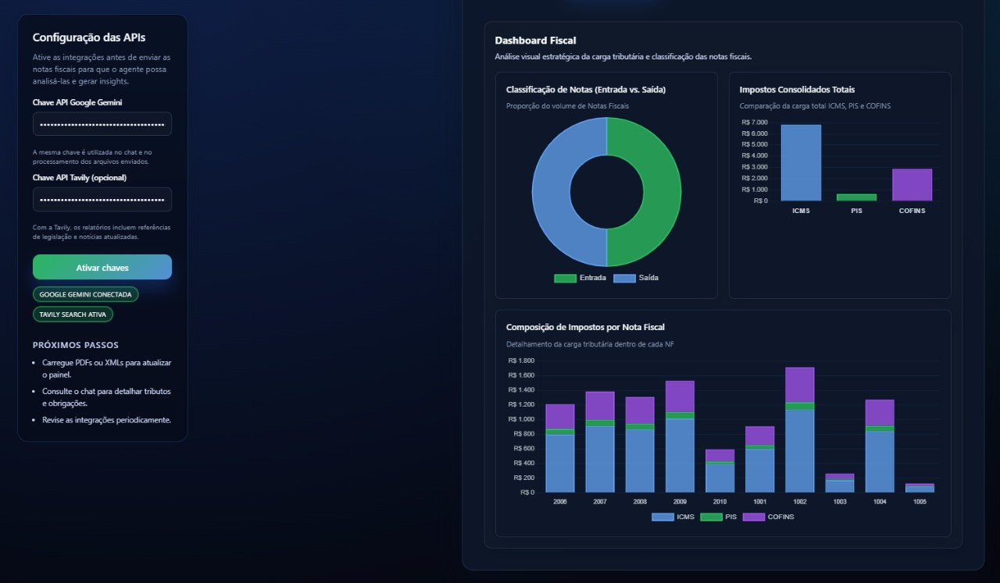 Configuração das APIs
Ative as integrações antes de enviar as
notas fiscais para que o agente possa
analisá-las e gerar insights.
Chave API Google Gemini
A mesma chave é utilizada no chat e no
processamento dos arquivos enviados.
Chave API Tavily (opcional)
Com a Tavily, os relatórios incluem referências
de legislação e notícias atualizadas.
Ativar chaves
GOOGLE GEMINI CONECTADA
TAVILY SEARCH ATIVA
PRÓXIMOS PASSOS
• Carregue PDFs ou XMLs para atualizar
o painel.
• Consulte o chat para detalhar tributos
e obrigações.
• Revise as integrações periodicamente.
Dashboard Fiscal
Análise visual estratégica da carga tributária e classificação das notas fiscais.
Classificação de Notas (Entrada vs. Saída)
Proporção do volume de Notas Fiscais
Entrada Saída
Impostos Consolidados Totais
Comparação da carga total ICMS, PIS e COFINS
R$ 7.000
R$ 6.000
R$ 5.000
R$ 4.000
R$ 3.000
R$ 2.000
R$ 1.000
R$ 0
ICMS PIS COFINS
Composição de Impostos por Nota Fiscal
Detalhamento da carga tributária dentro de cada NF
R$ 1.800
R$ 1.600
R$ 1.400
R$ 1.200
R$ 1.000
R$ 800
R$ 600
R$ 400
R$ 200
R$ 0
2006 2007 2008 2009 2010 1001 1002 1003 1004 1005
ICMS PIS COFINS